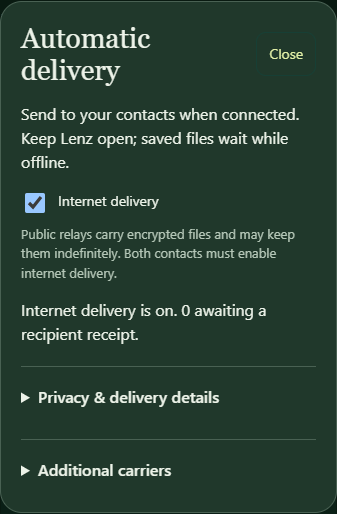 Automatic
delivery
Close
Send to your contacts when connected.
Keep Lenz open; saved files wait while
offline.
Internet delivery
Public relays carry encrypted files and may keep
them indefinitely. Both contacts must enable
internet delivery.
Internet delivery is on. 0 awaiting a
recipient receipt.
Privacy & delivery details
Additional carriers